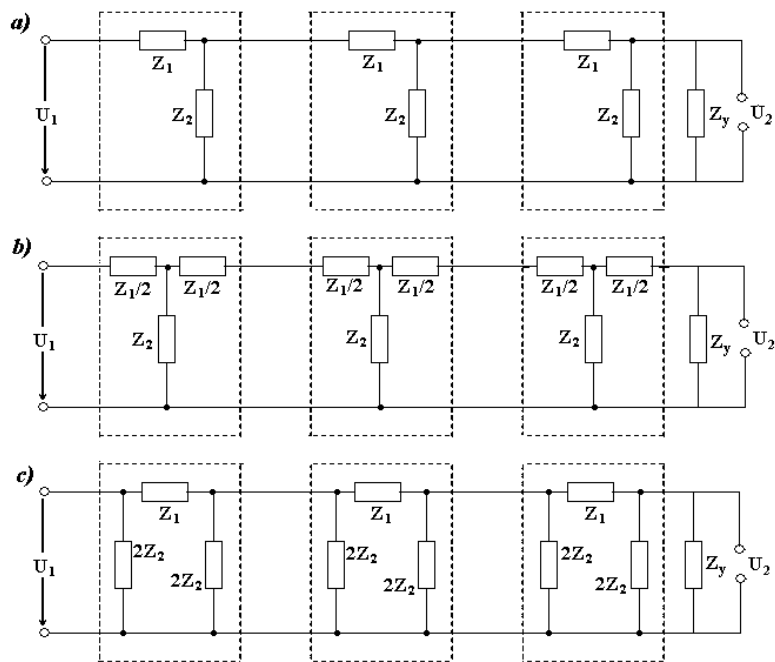 a)
Z₁ Z₁ Z₁
U₁ Z₂ Z₂ Z₂ Zy U₂
b)
Z₁/2 Z₁/2 Z₁/2 Z₁/2 Z₁/2 Z₁/2
U₁ Z₂ Z₂ Z₂ Zy U₂
c)
Z₁ Z₁ Z₁
U₁ 2Z₂ 2Z₂ 2Z₂ 2Z₂ 2Z₂ 2Z₂ Zy U₂